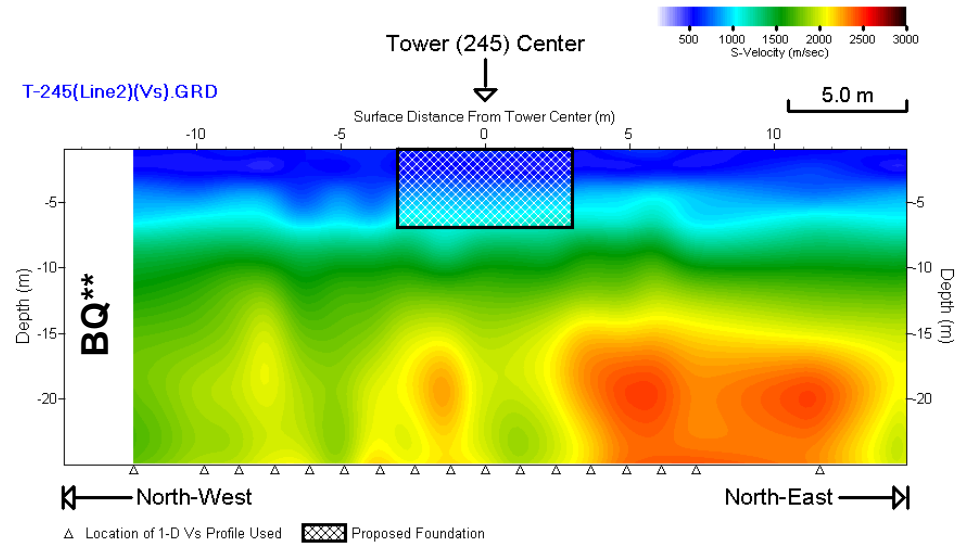 500 1000 1500 2000 2500 3000
S-Velocity (m/sec)
Tower (245) Center
T-245(Line2)(Vs).GRD
5.0 m
Surface Distance From Tower Center (m)
-10 -5 0 5 10
-5 -5
-10 -10
-15 -15
-20 -20
Depth (m)
BQ**
Depth (m)
North-West North-East
Location of 1-D Vs Profile Used Proposed Foundation